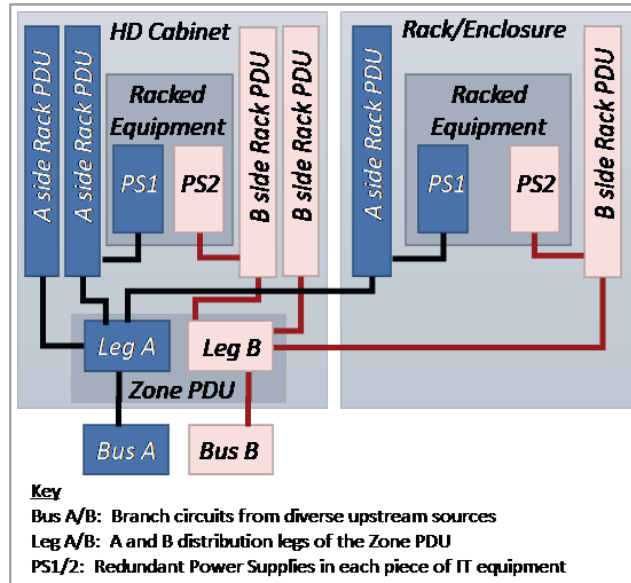 HD Cabinet
Rack/Enclosure
A side Rack PDU
A side Rack PDU
Racked
Equipment
PS1
PS2
B side Rack PDU
B side Rack PDU
A side Rack PDU
Racked
Equipment
PS1
PS2
B side Rack PDU
Leg A
Leg B
Zone PDU
Bus A
Bus B
Key
Bus A/B: Branch circuits from diverse upstream sources
Leg A/B: A and B distribution legs of the Zone PDU
PS1/2: Redundant Power Supplies in each piece of IT equipment